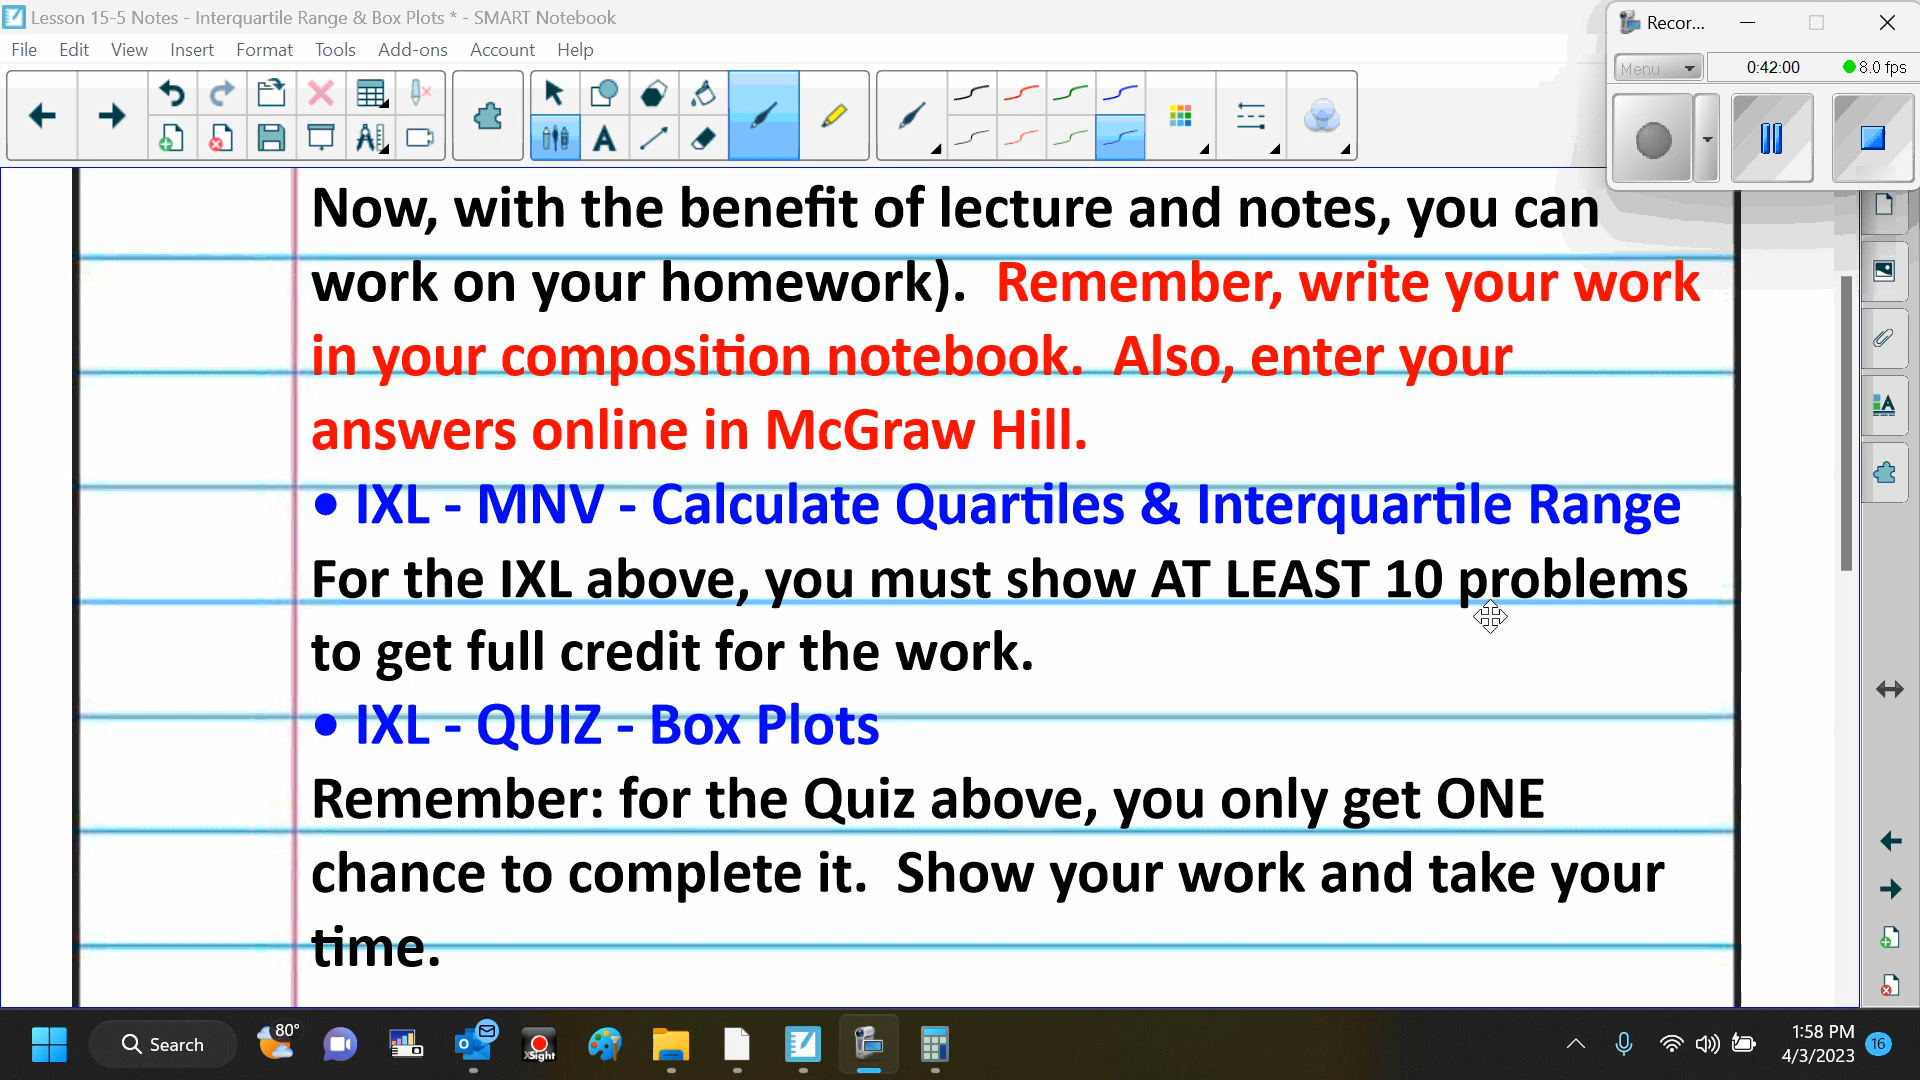 Lesson 15-5 Notes - Interquartile Range & Box Plots * - SMART Notebook
Recor...
File Edit View Insert Format Tools Add-ons Account Help
Menu 0:42:00 8.0 fps
Now, with the benefit of lecture and notes, you can
work on your homework). Remember, write your work
in your composition notebook. Also, enter your
answers online in McGraw Hill.
• IXL - MNV - Calculate Quartiles & Interquartile Range
For the IXL above, you must show AT LEAST 10 problems
to get full credit for the work.
• IXL - QUIZ - Box Plots
Remember: for the Quiz above, you only get ONE
chance to complete it. Show your work and take your
time.
Search
80°
XSight
1:58 PM
4/3/2023
16